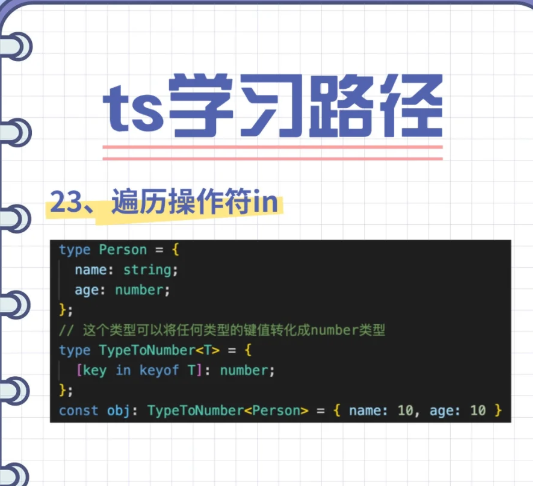 ts学习路径
23、遍历操作符in
type Person = {
  name: string;
  age: number;
};
// 这个类型可以将任何类型的键值转化成number类型
type TypeToNumber<T> = {
  [key in keyof T]: number;
};
const obj: TypeToNumber<Person> = { name: 10, age: 10 }